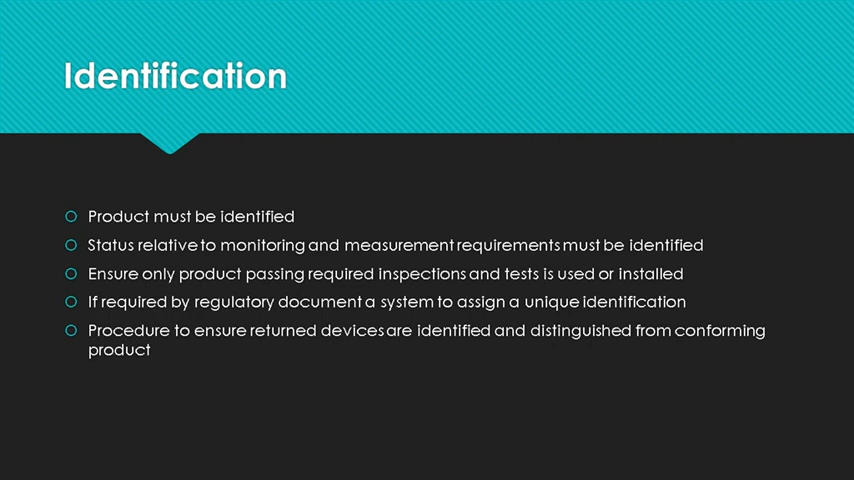 Identification
Product must be identified
Status relative to monitoring and measurement requirements must be identified
Ensure only product passing required inspections and tests is used or installed
If required by regulatory document a system to assign a unique identification
Procedure to ensure returned devices are identified and distinguished from conforming
product